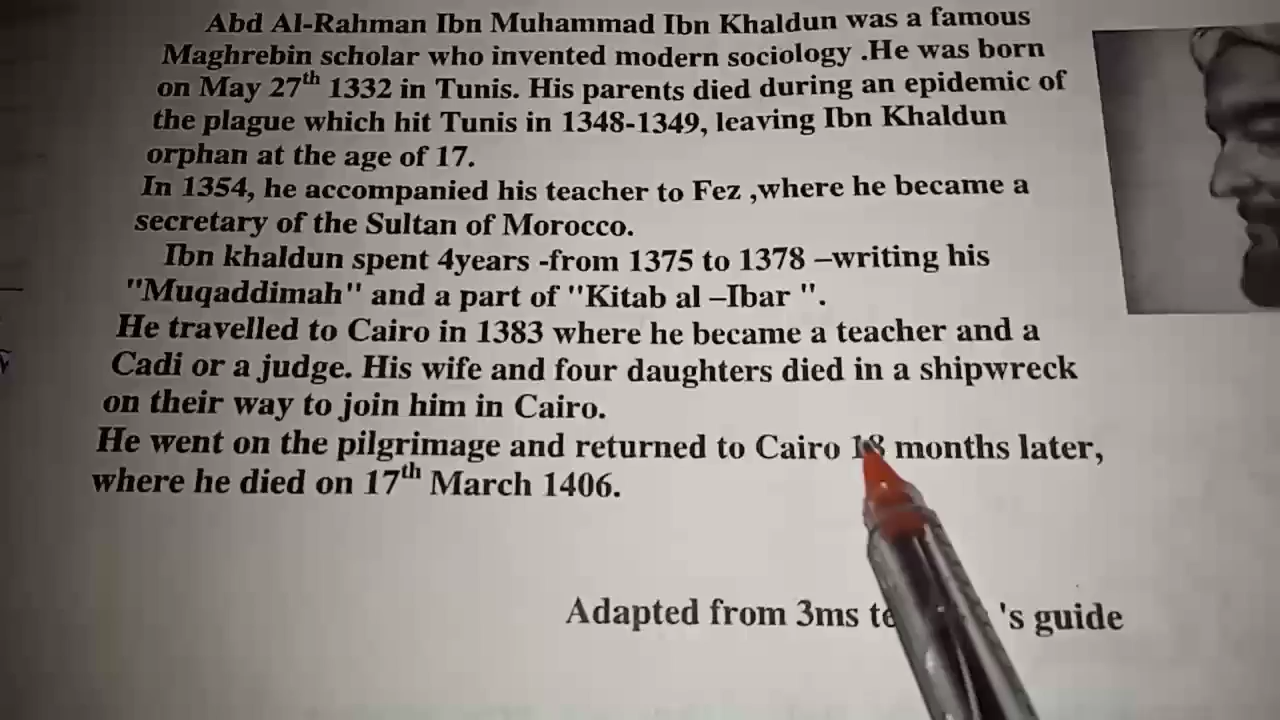 Abd Al-Rahman Ibn Muhammad Ibn Khaldun was a famous
Maghrebin scholar who invented modern sociology .He was born
on May 27th 1332 in Tunis. His parents died during an epidemic of
the plague which hit Tunis in 1348-1349, leaving Ibn Khaldun
orphan at the age of 17.
In 1354, he accompanied his teacher to Fez ,where he became a
secretary of the Sultan of Morocco.
Ibn khaldun spent 4years -from 1375 to 1378 –writing his
"Muqaddimah" and a part of "Kitab al –Ibar ".
He travelled to Cairo in 1383 where he became a teacher and a
Cadi or a judge. His wife and four daughters died in a shipwreck
on their way to join him in Cairo.
He went on the pilgrimage and returned to Cairo 18 months later,
where he died on 17th March 1406.
Adapted from 3ms 's guide